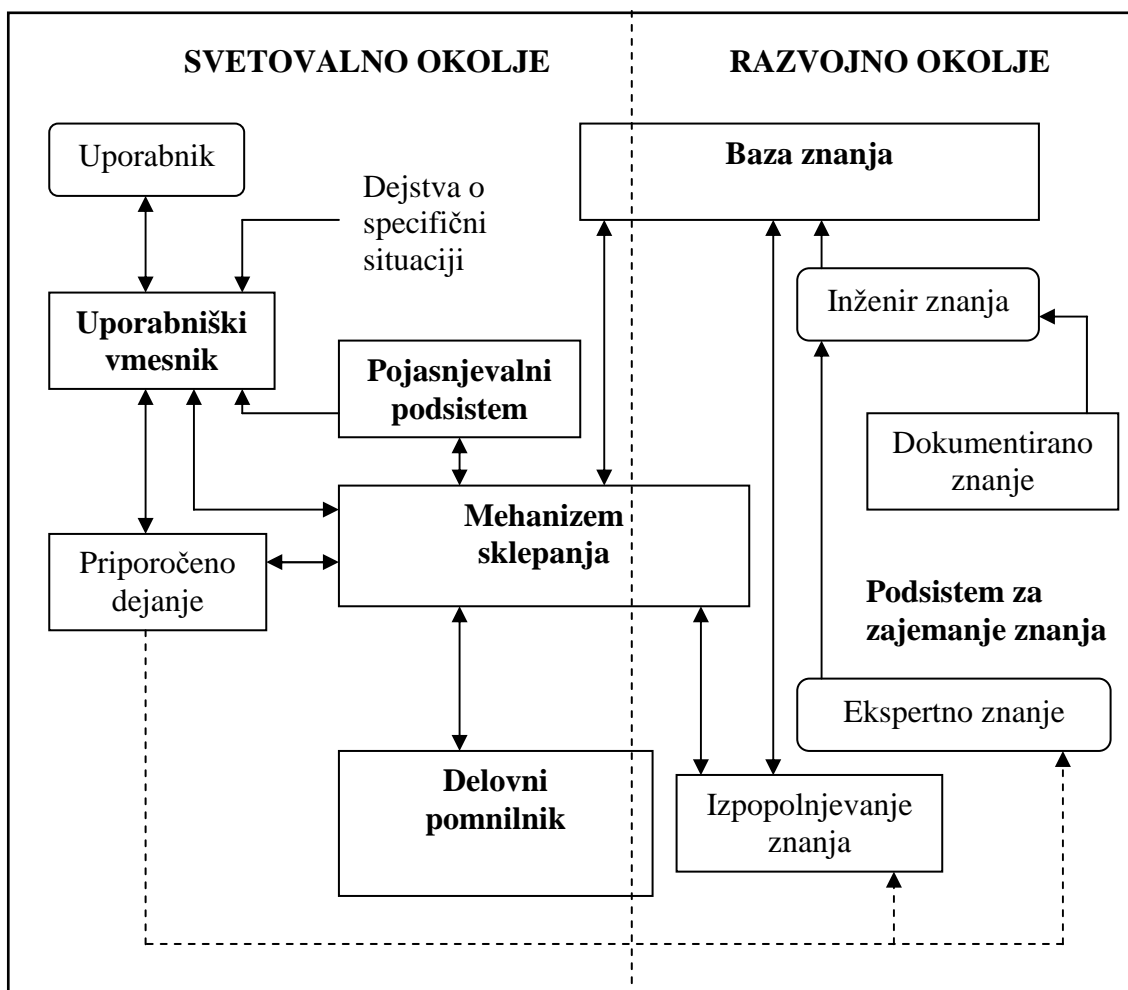 SVETOVALNO OKOLJE
RAZVOJNO OKOLJE
Uporabnik
Dejstva o
specifični
situaciji
Baza znanja
Uporabniški
vmesnik
Inženir znanja
Pojasnjevalni
podsistem
Dokumentirano
znanje
Mehanizem
sklepanja
Priporočeno
dejanje
Podsistem za
zajemanje znanja
Ekspertno znanje
Delovni
pomnilnik
Izpopolnjevanje
znanja